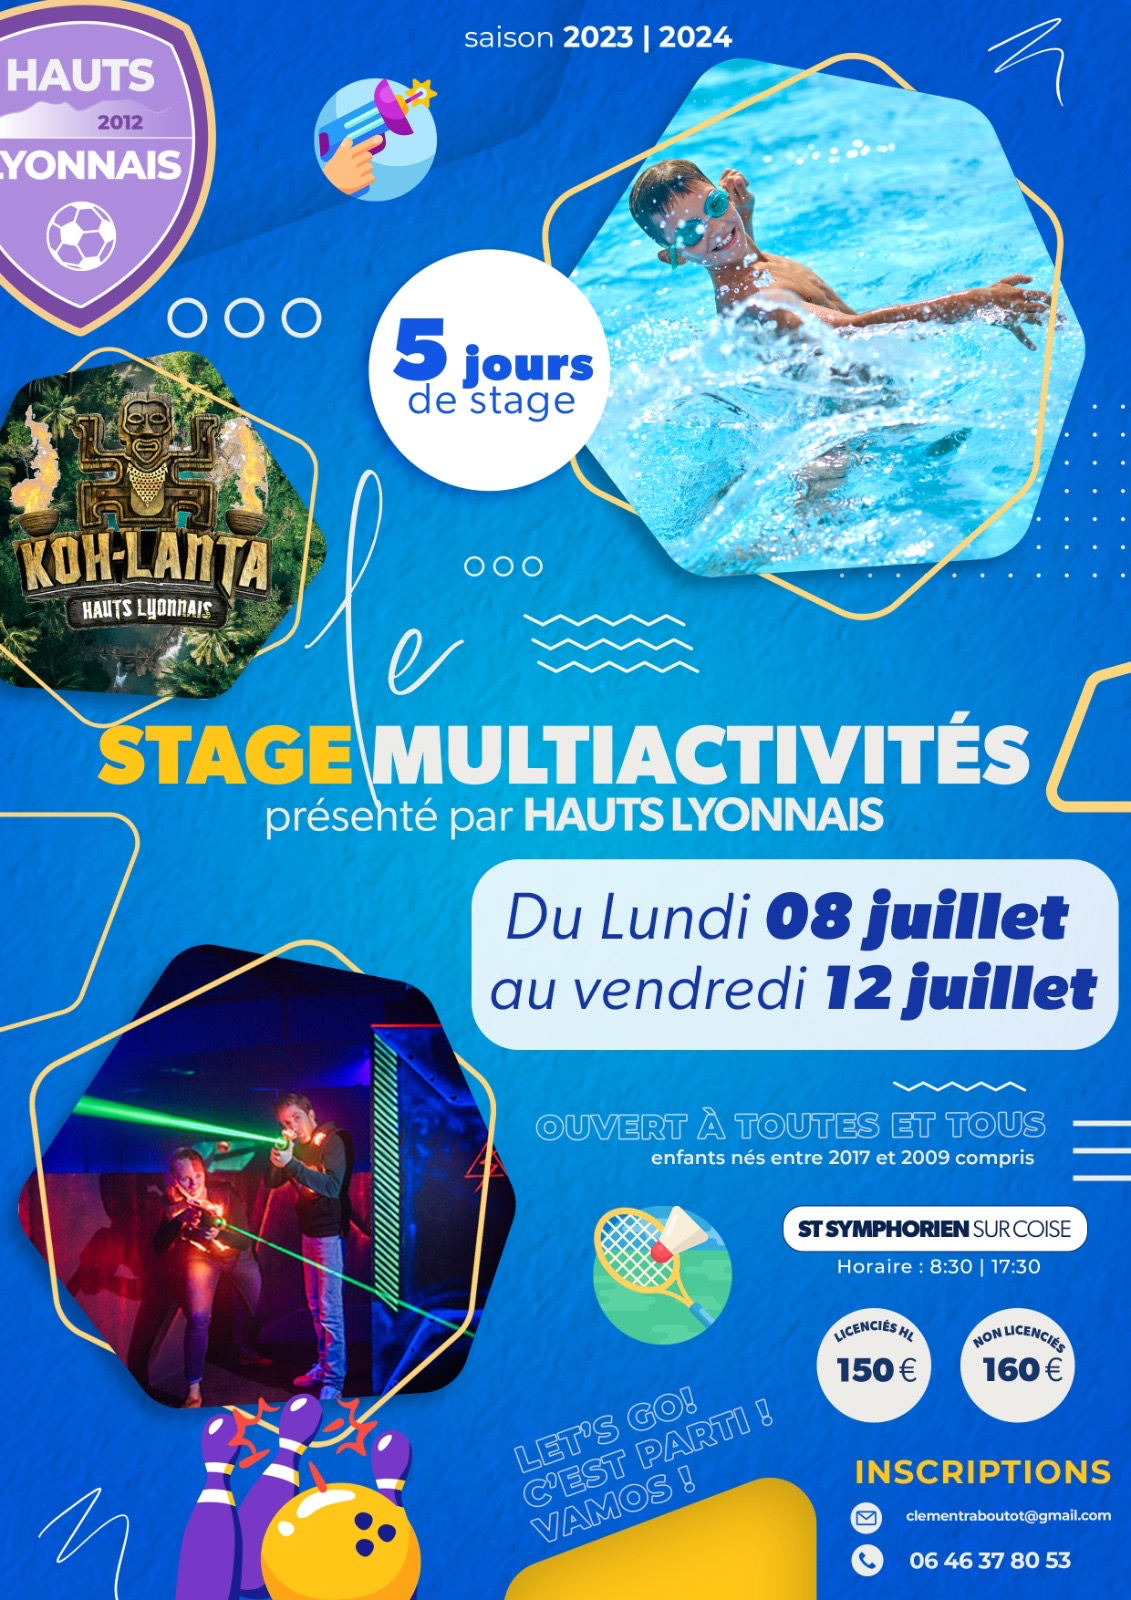 saison 2023 | 2024
HAUTS
2012
LYONNAIS
5 jours
de stage
KOH-LANTA
HAUTS LYONNAIS
le
STAGE MULTIACTIVITÉS
présenté par HAUTS LYONNAIS
Du Lundi 08 juillet
au vendredi 12 juillet
OUVERT À TOUTES ET TOUS
enfants nés entre 2017 et 2009 compris
ST SYMPHORIEN SUR COISE
Horaire : 8:30 | 17:30
LICENCIÉS HL
150 €
NON LICENCIÉS
160 €
LET'S GO!
C'EST PARTI !
VAMOS !
INSCRIPTIONS
clementraboutot@gmail.com
06 46 37 80 53